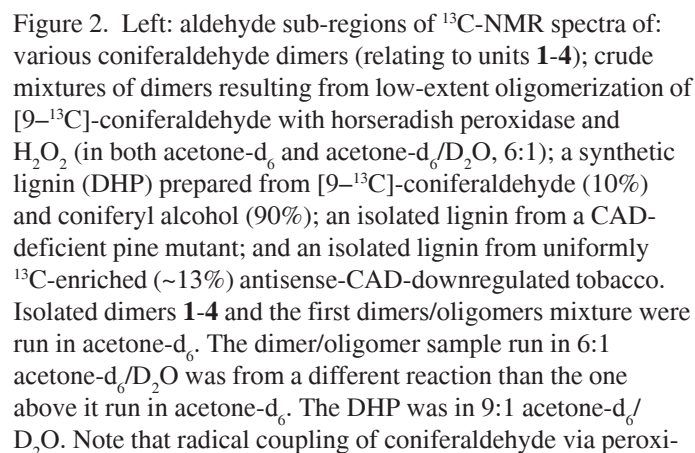 Figure 2.  Left: aldehyde sub-regions of ¹³C-NMR spectra of:
various coniferaldehyde dimers (relating to units 1-4); crude
mixtures of dimers resulting from low-extent oligomerization of
[9–¹³C]-coniferaldehyde with horseradish peroxidase and
H₂O₂ (in both acetone-d₆ and acetone-d₆/D₂O, 6:1); a synthetic
lignin (DHP) prepared from [9–¹³C]-coniferaldehyde (10%)
and coniferyl alcohol (90%); an isolated lignin from a CAD-
deficient pine mutant; and an isolated lignin from uniformly
¹³C-enriched (~13%) antisense-CAD-downregulated tobacco.
Isolated dimers 1-4 and the first dimers/oligomers mixture were
run in acetone-d₆. The dimer/oligomer sample run in 6:1
acetone-d₆/D₂O was from a different reaction than the one
above it run in acetone-d₆. The DHP was in 9:1 acetone-d₆/
D₂O. Note that radical coupling of coniferaldehyde via peroxi-